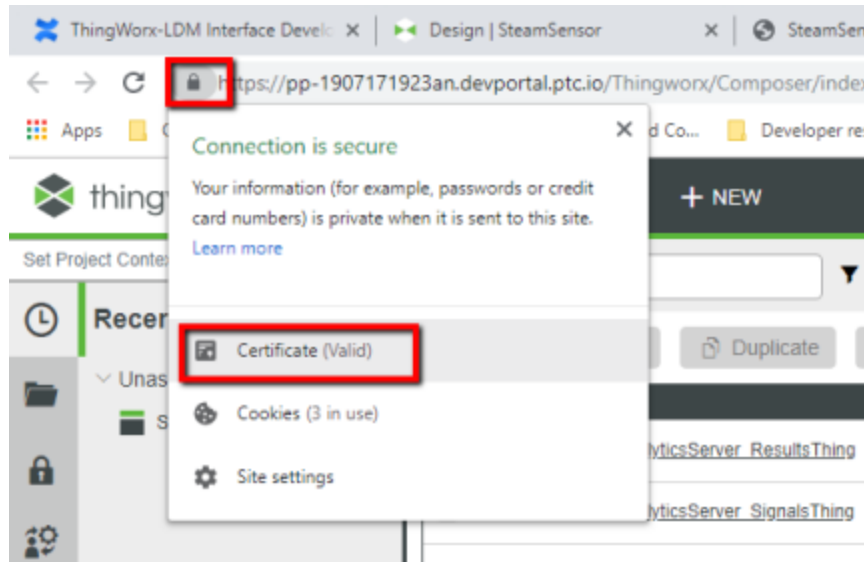 ThingWorx-LDM Interface Develo
Design | SteamSensor
SteamSen
https://pp-1907171923an.devportal.ptc.io/Thingworx/Composer/index
Apps
d Co...
Developer re
Connection is secure
thing
+ NEW
Your information (for example, passwords or credit
card numbers) is private when it is sent to this site.
Learn more
Set Project Conte
Recen
Certificate (Valid)
Duplicate
Unas
S
Cookies (3 in use)
lyticsServer_ResultsThing
Site settings
lyticsServer_SignalsThing